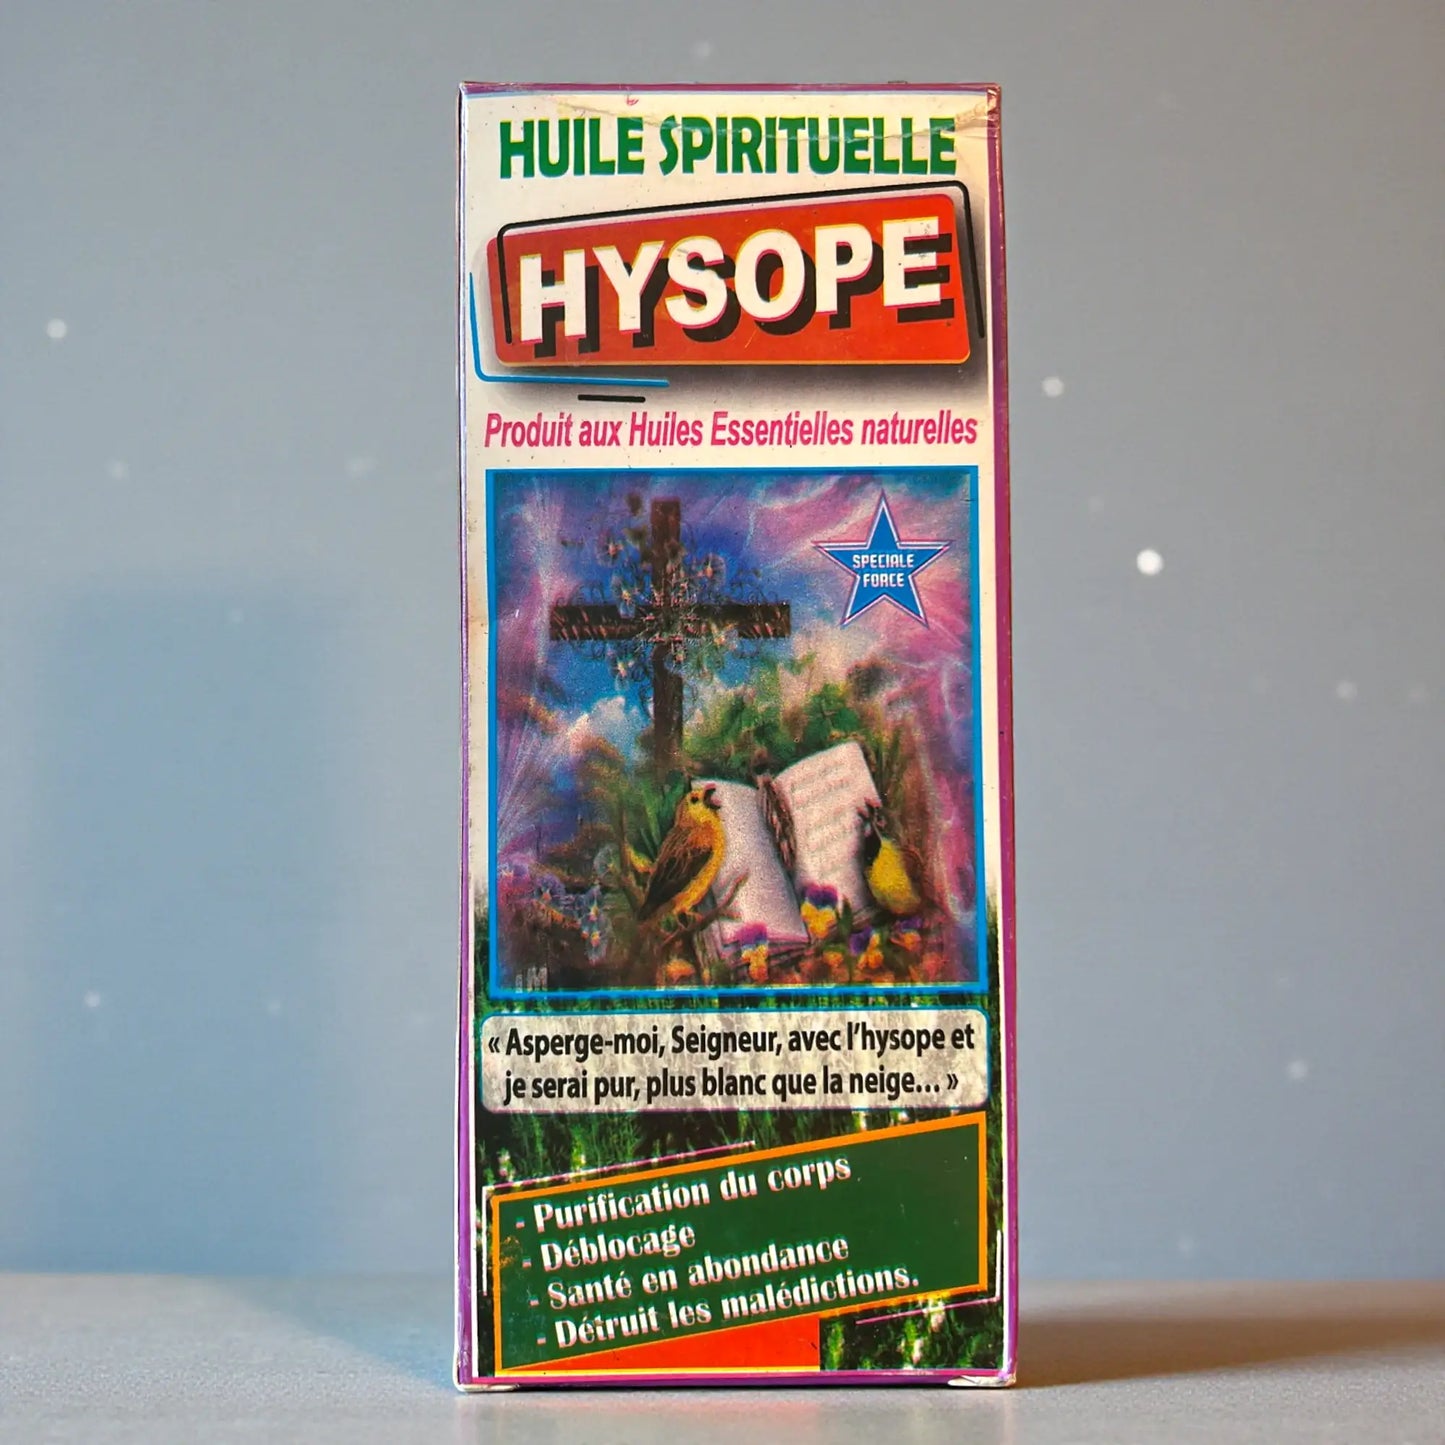 HUILE SPIRITUELLE
HYSOPE
Produit aux Huiles Essentielles naturelles
SPECIALE
FORCE
« Asperge-moi, Seigneur, avec l'hysope et
je serai pur, plus blanc que la neige... »
- Purification du corps
- Déblocage
- Santé en abondance
- Détruit les malédictions.